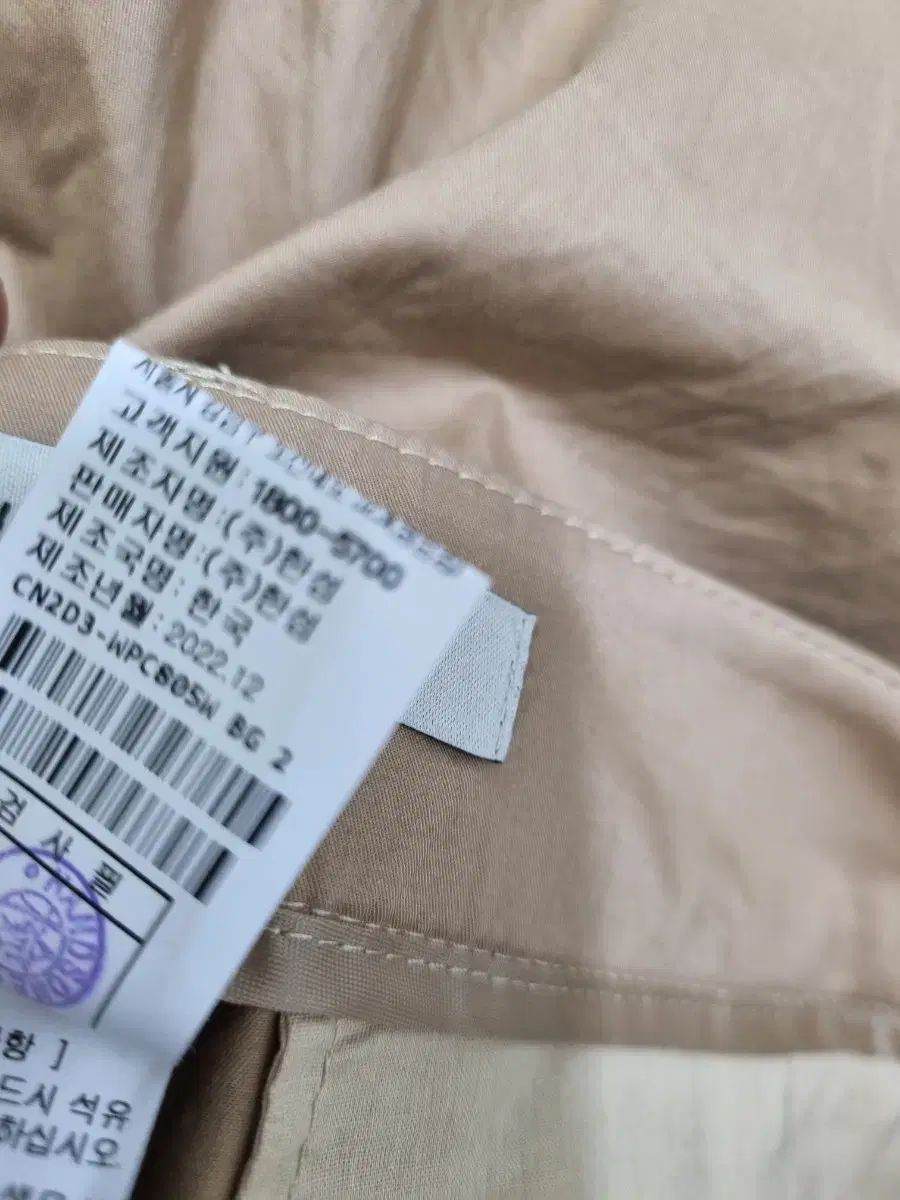 고객지원 : 1800-5700
제조자명 : (주)한섬
판매자명 : (주)한섬
제조국명 : 한국
제조년월 : 2022.12
CN2D3-WPC805W BG 2
검 사 필
항 ]
드시 석유
하십시오